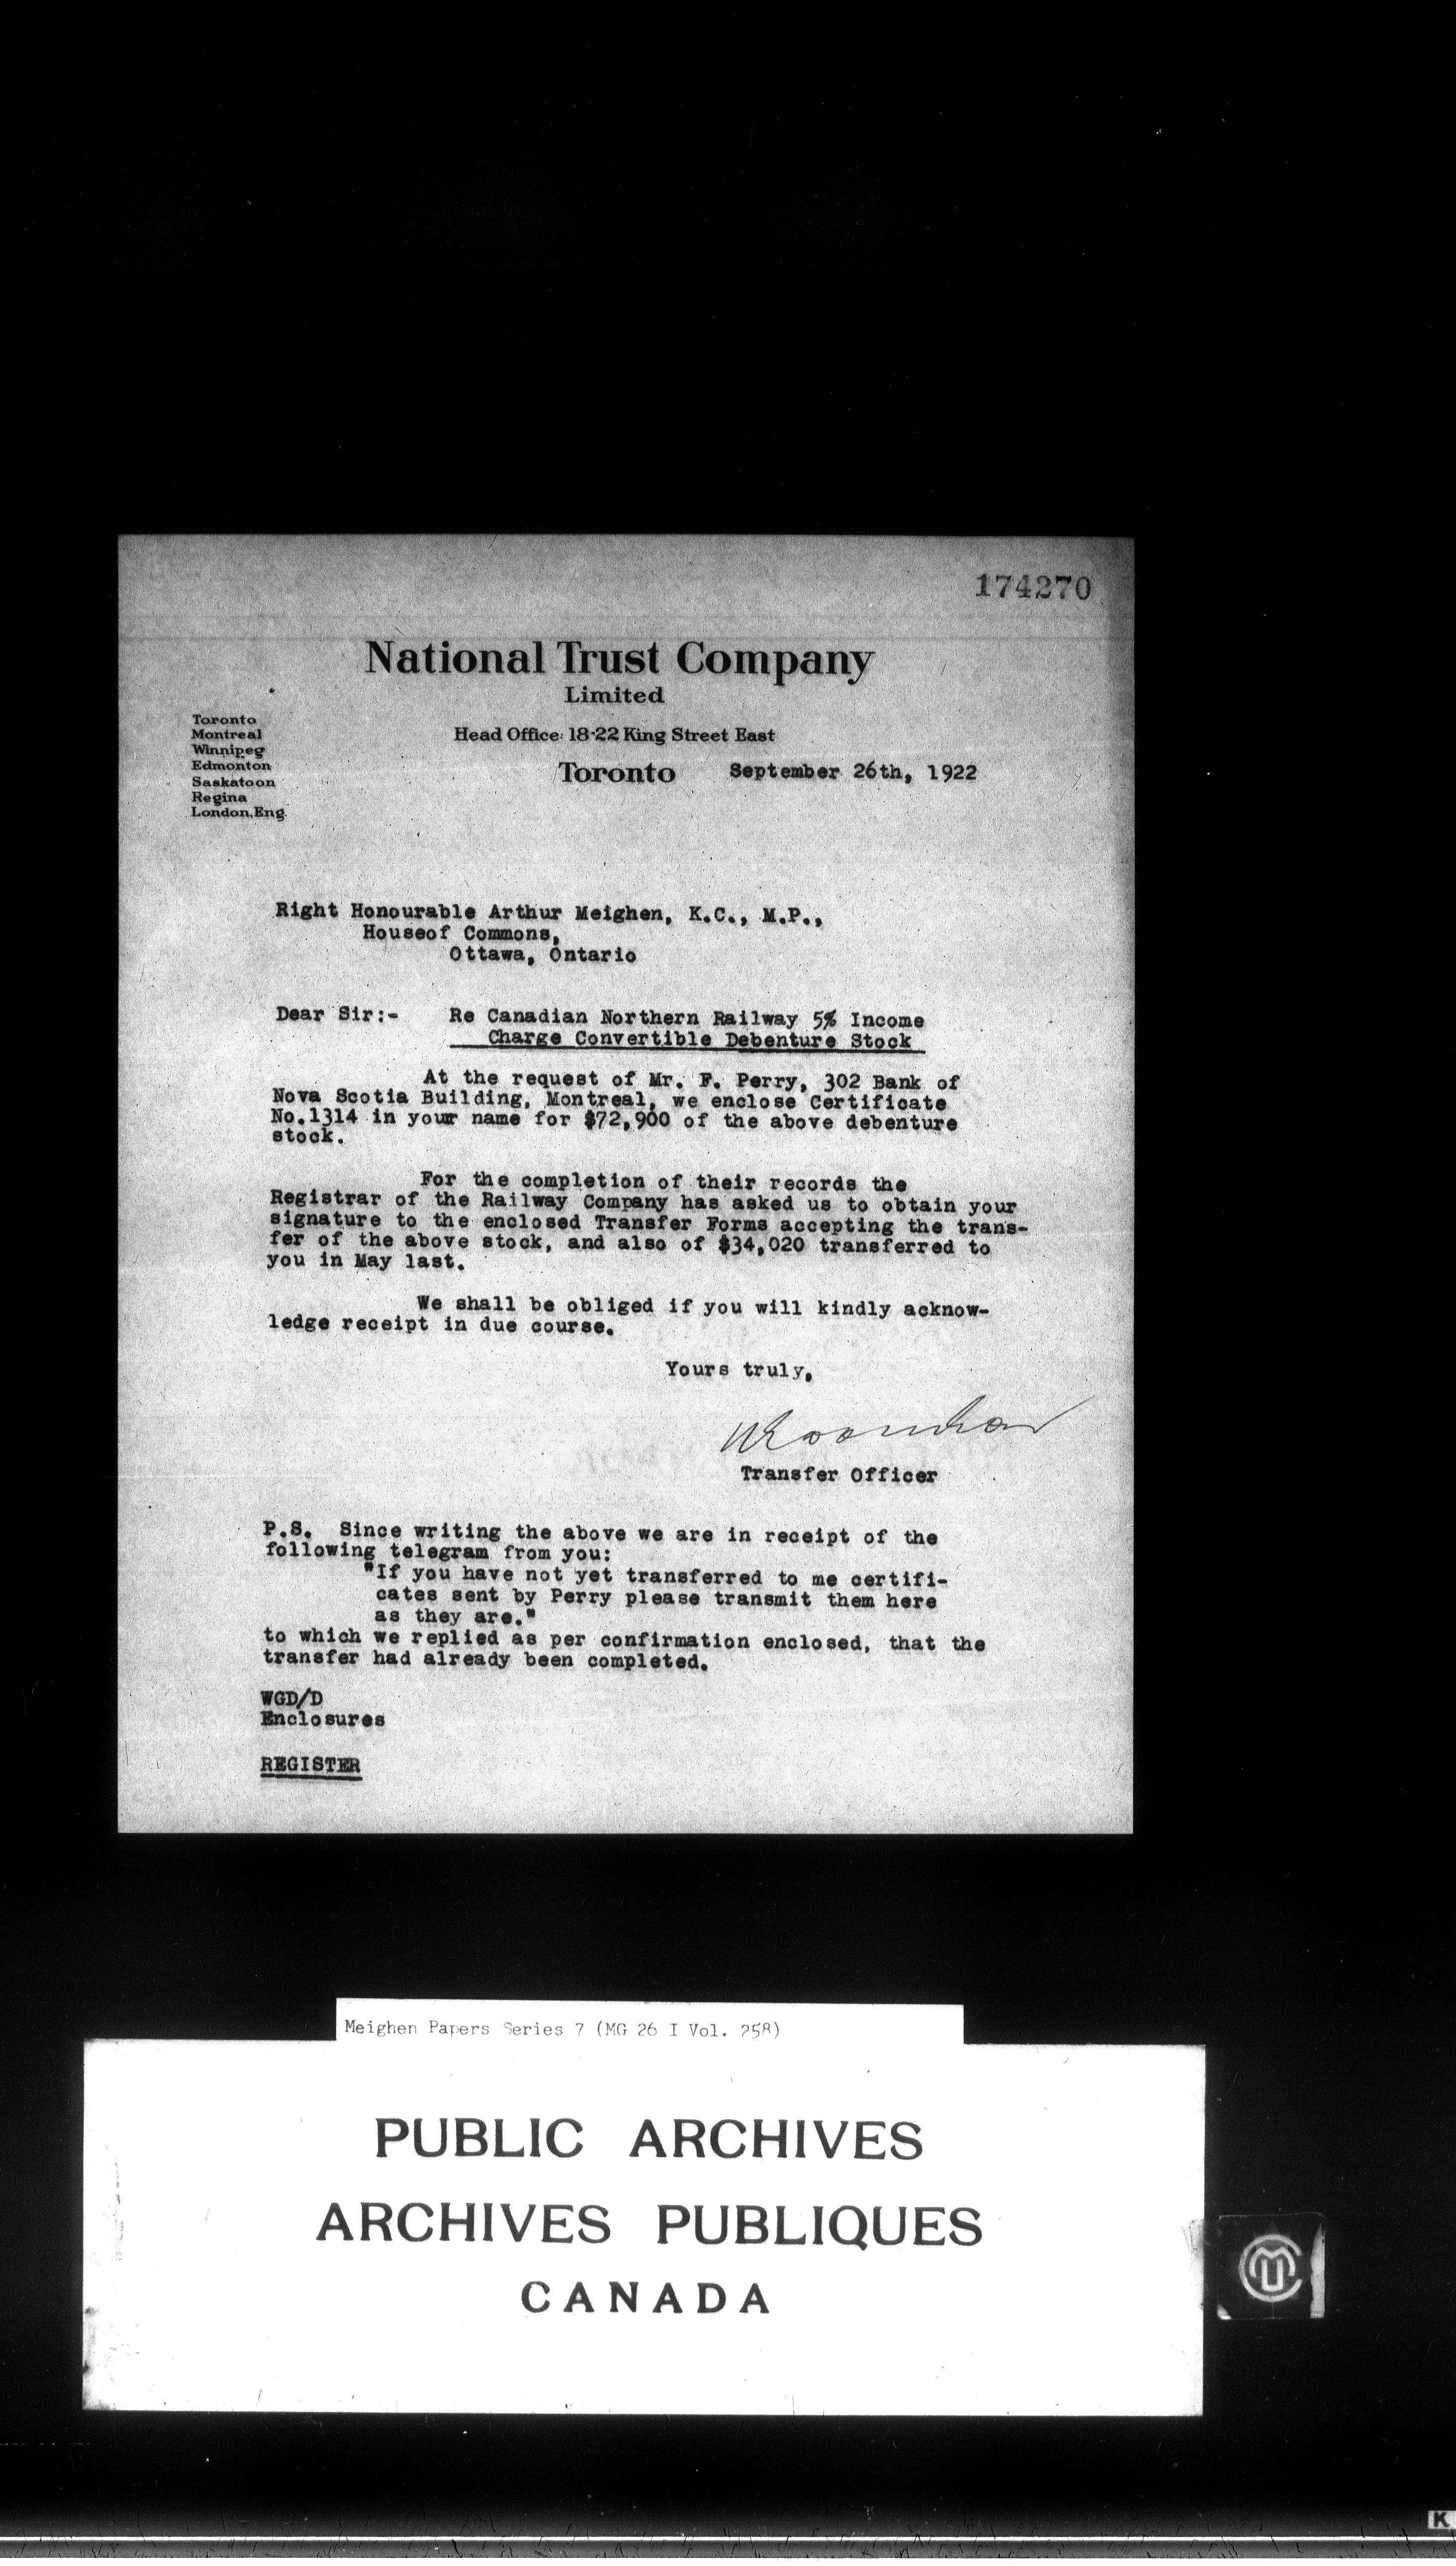 174270
National Trust Company
Limited
Toronto
Montreal
Winnipeg
Edmonton
Saskatoon
Regina
London, Eng.
Head Office: 18-22 King Street East
Toronto September 26th, 1922
Right Honourable Arthur Meighen, K.C., M.P.,
Houseof Commons,
Ottawa, Ontario
Dear Sir:- Re Canadian Northern Railway 5% Income
Charge Convertible Debenture Stock
At the request of Mr. F. Perry, 302 Bank of
Nova Scotia Building, Montreal, we enclose Certificate
No.1314 in your name for $72,900 of the above debenture
stock.
For the completion of their records the
Registrar of the Railway Company has asked us to obtain your
signature to the enclosed Transfer Forms accepting the trans-
fer of the above stock, and also of $34,020 transferred to
you in May last.
We shall be obliged if you will kindly acknow-
ledge receipt in due course.
Yours truly,
Transfer Officer
P.S. Since writing the above we are in receipt of the
following telegram from you:
"If you have not yet transferred to me certifi-
cates sent by Perry please transmit them here
as they are."
to which we replied as per confirmation enclosed, that the
transfer had already been completed.
WGD/D
Enclosures
REGISTER
Meighen Papers Series 7 (MG 26 I Vol. 258)
PUBLIC ARCHIVES
ARCHIVES PUBLIQUES
CANADA
K